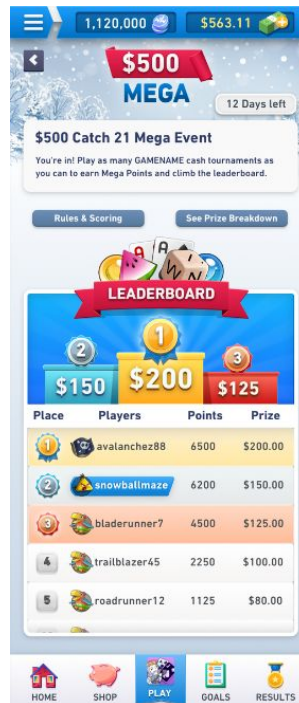 1,120,000
$563.11
$500
MEGA
12 Days left
$500 Catch 21 Mega Event
You're in! Play as many GAMENAME cash tournaments as
you can to earn Mega Points and climb the leaderboard.
Rules & Scoring
See Prize Breakdown
A A
W N
LEADERBOARD
2 1 3
$150 $200 $125
Place Players Points Prize
1 avalanchez88 6500 $200.00
2 snowballmaze 6200 $150.00
3 bladerunner7 4500 $125.00
4 trailblazer45 2250 $100.00
5 roadrunner12 1125 $80.00
HOME SHOP PLAY GOALS RESULTS